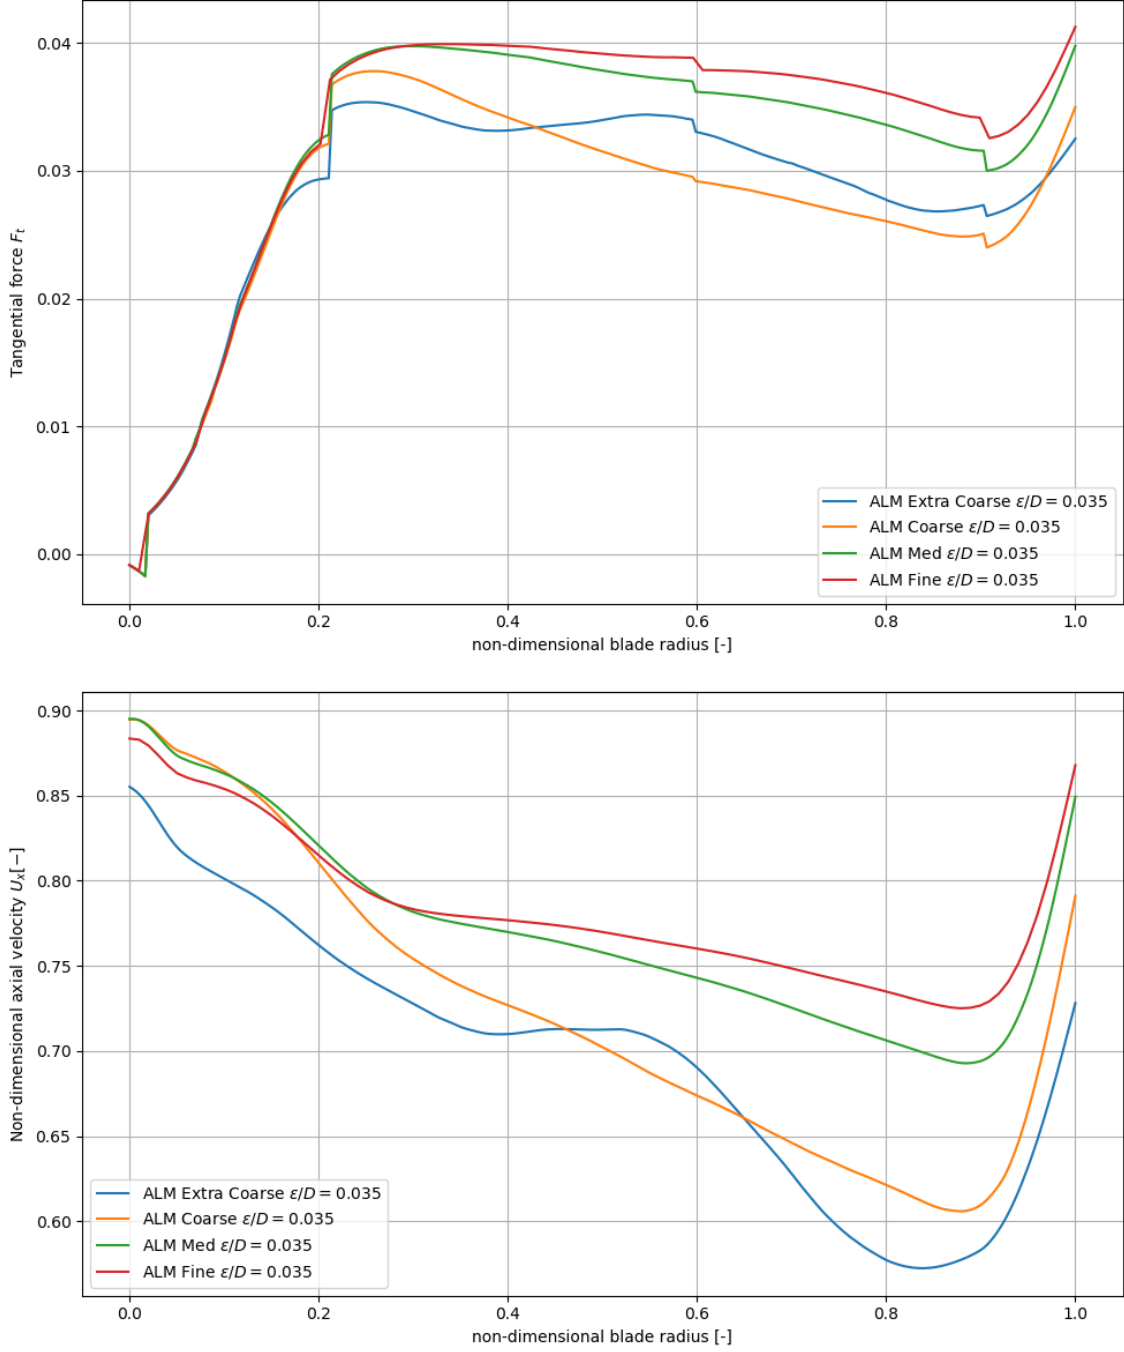 0.04
0.03
0.02
0.01
0.00
Tangential force F_t
ALM Extra Coarse ε/D = 0.035
ALM Coarse ε/D = 0.035
ALM Med ε/D = 0.035
ALM Fine ε/D = 0.035
0.0 0.2 0.4 0.6 0.8 1.0
non-dimensional blade radius [-]
0.90
0.85
0.80
0.75
0.70
0.65
0.60
Non-dimensional axial velocity U_x[−]
ALM Extra Coarse ε/D = 0.035
ALM Coarse ε/D = 0.035
ALM Med ε/D = 0.035
ALM Fine ε/D = 0.035
0.0 0.2 0.4 0.6 0.8 1.0
non-dimensional blade radius [-]